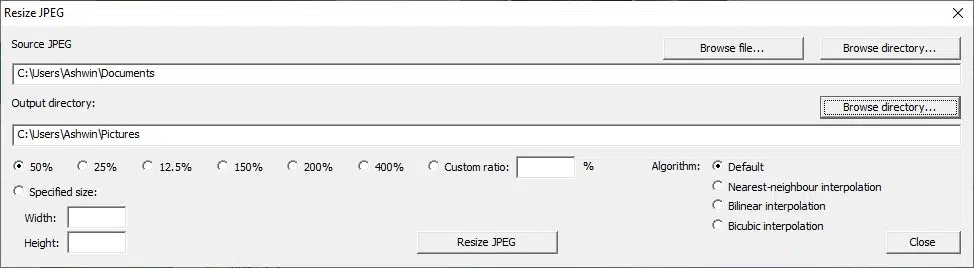 Resize JPEG
Source JPEG
Browse file...
Browse directory...
C:\Users\Ashwin\Documents
Output directory:
Browse directory...
C:\Users\Ashwin\Pictures
50% 25% 12.5% 150% 200% 400% Custom ratio: % Algorithm: Default
Nearest-neighbour interpolation
Specified size:
Bilinear interpolation
Width:
Bicubic interpolation
Height:
Resize JPEG
Close